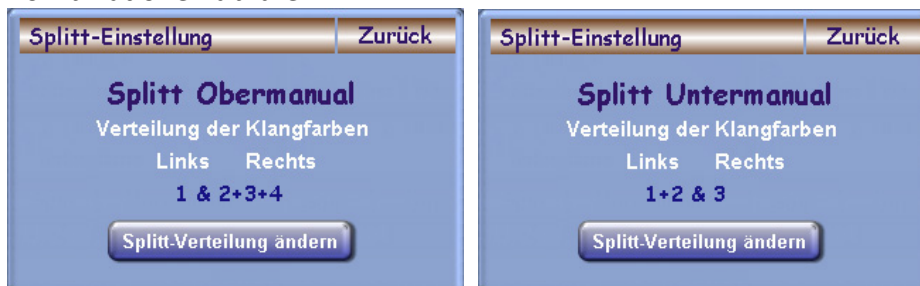 Splitt-Einstellung Zurück
Splitt Obermanual
Verteilung der Klangfarben
Links Rechts
1 & 2+3+4
Splitt-Verteilung ändern
Splitt-Einstellung Zurück
Splitt Untermanual
Verteilung der Klangfarben
Links Rechts
1+2 & 3
Splitt-Verteilung ändern